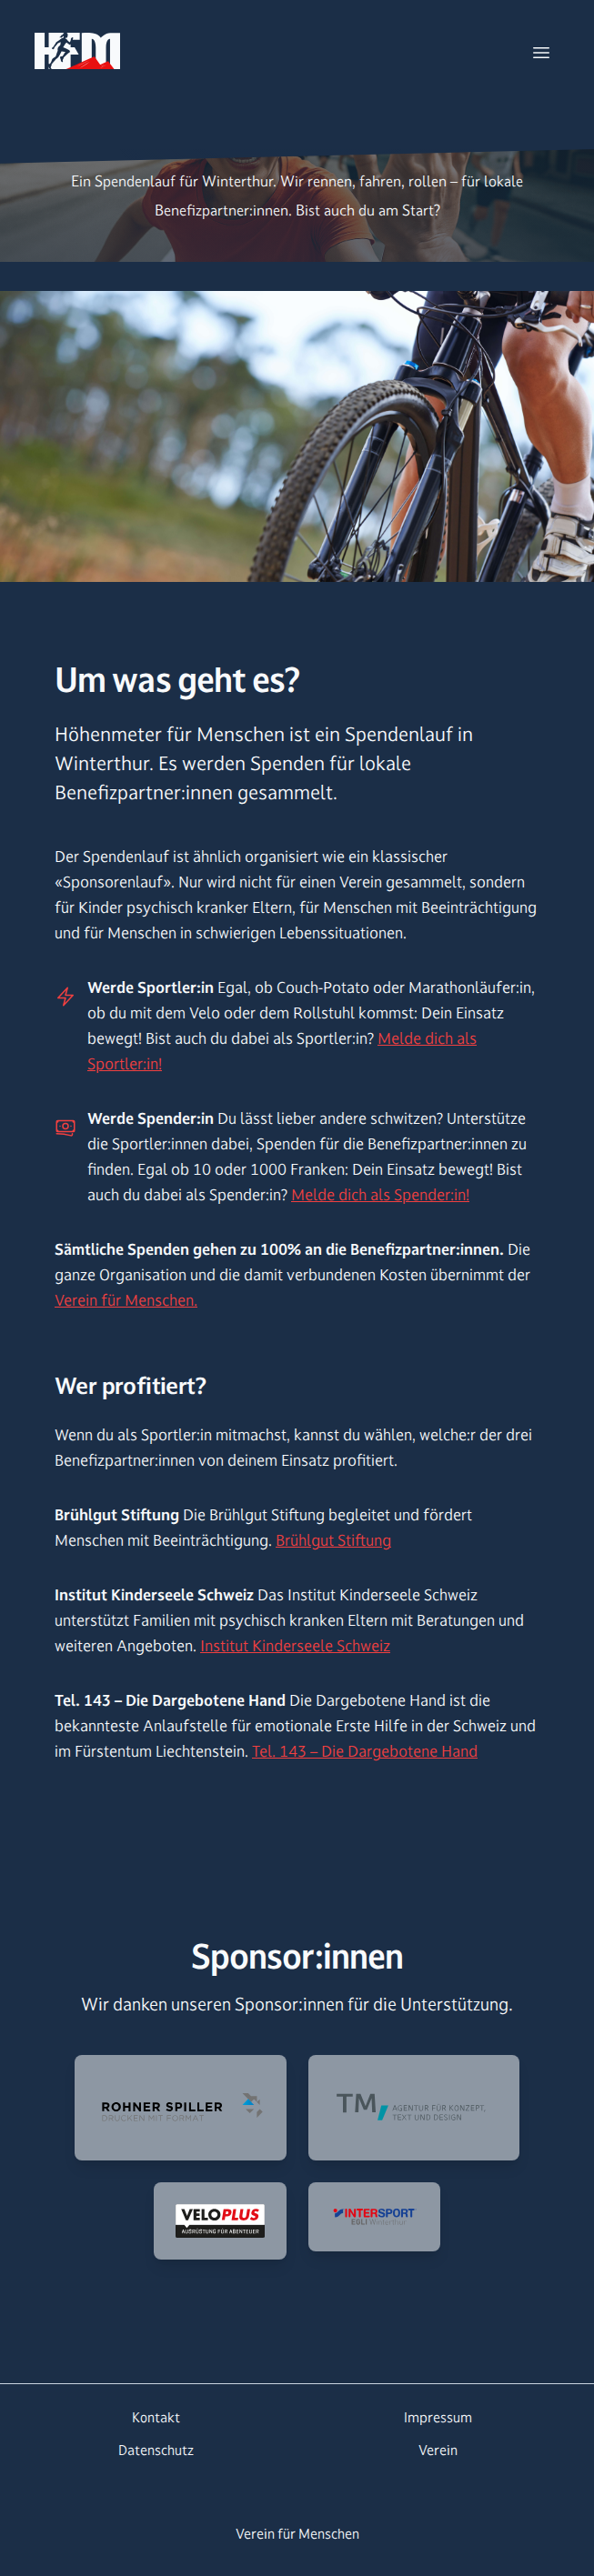 HFM
Ein Spendenlauf für Winterthur. Wir rennen, fahren, rollen – für lokale
Benefizpartner:innen. Bist auch du am Start?
Um was geht es?
Höhenmeter für Menschen ist ein Spendenlauf in
Winterthur. Es werden Spenden für lokale
Benefizpartner:innen gesammelt.
Der Spendenlauf ist ähnlich organisiert wie ein klassischer
«Sponsorenlauf». Nur wird nicht für einen Verein gesammelt, sondern
für Kinder psychisch kranker Eltern, für Menschen mit Beeinträchtigung
und für Menschen in schwierigen Lebenssituationen.
Werde Sportler:in Egal, ob Couch-Potato oder Marathonläufer:in,
ob du mit dem Velo oder dem Rollstuhl kommst: Dein Einsatz
bewegt! Bist auch du dabei als Sportler:in? Melde dich als
Sportler:in!
Werde Spender:in Du lässt lieber andere schwitzen? Unterstütze
die Sportler:innen dabei, Spenden für die Benefizpartner:innen zu
finden. Egal ob 10 oder 1000 Franken: Dein Einsatz bewegt! Bist
auch du dabei als Spender:in? Melde dich als Spender:in!
Sämtliche Spenden gehen zu 100% an die Benefizpartner:innen. Die
ganze Organisation und die damit verbundenen Kosten übernimmt der
Verein für Menschen.
Wer profitiert?
Wenn du als Sportler:in mitmachst, kannst du wählen, welche:r der drei
Benefizpartner:innen von deinem Einsatz profitiert.
Brühlgut Stiftung Die Brühlgut Stiftung begleitet und fördert
Menschen mit Beeinträchtigung. Brühlgut Stiftung
Institut Kinderseele Schweiz Das Institut Kinderseele Schweiz
unterstützt Familien mit psychisch kranken Eltern mit Beratungen und
weiteren Angeboten. Institut Kinderseele Schweiz
Tel. 143 – Die Dargebotene Hand Die Dargebotene Hand ist die
bekannteste Anlaufstelle für emotionale Erste Hilfe in der Schweiz und
im Fürstentum Liechtenstein. Tel. 143 – Die Dargebotene Hand
Sponsor:innen
Wir danken unseren Sponsor:innen für die Unterstützung.
ROHNER SPILLER
DRUCKEN MIT FORMAT
TM
AGENTUR FÜR KONZEPT,
TEXT UND DESIGN
VELOPLUS
AUSRÜSTUNG FÜR ABENTEUER
INTERSPORT
EGLI Winterthur
Kontakt
Impressum
Datenschutz
Verein
Verein für Menschen